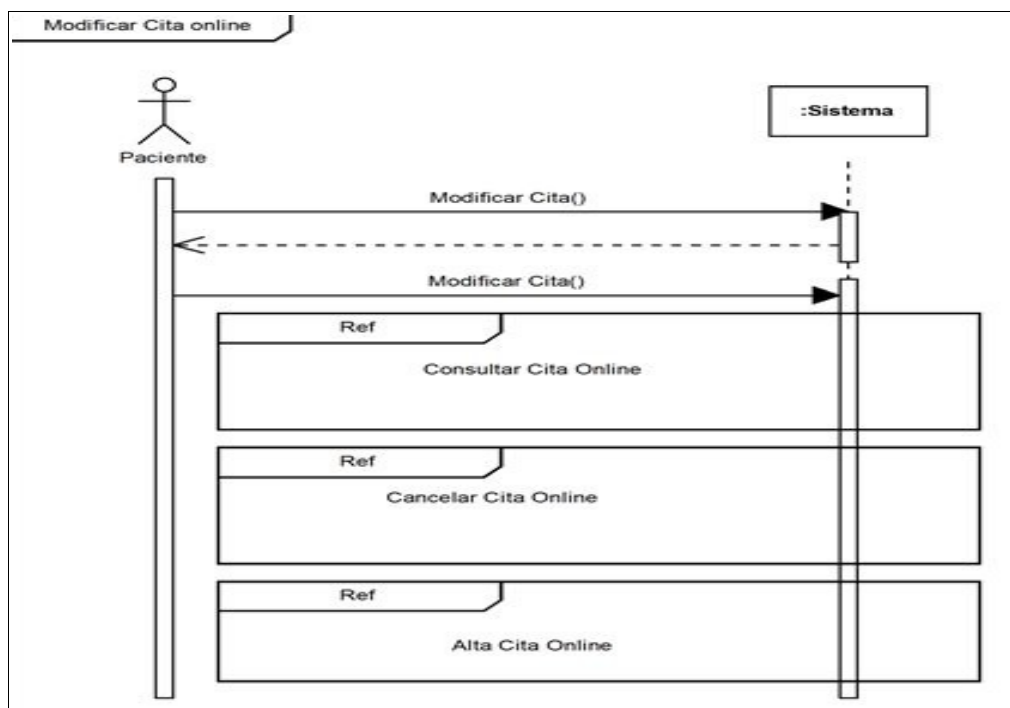 Modificar Cita online
:Sistema
Paciente
Modificar Cita()
Modificar Cita()
Ref
Consultar Cita Online
Ref
Cancelar Cita Online
Ref
Alta Cita Online